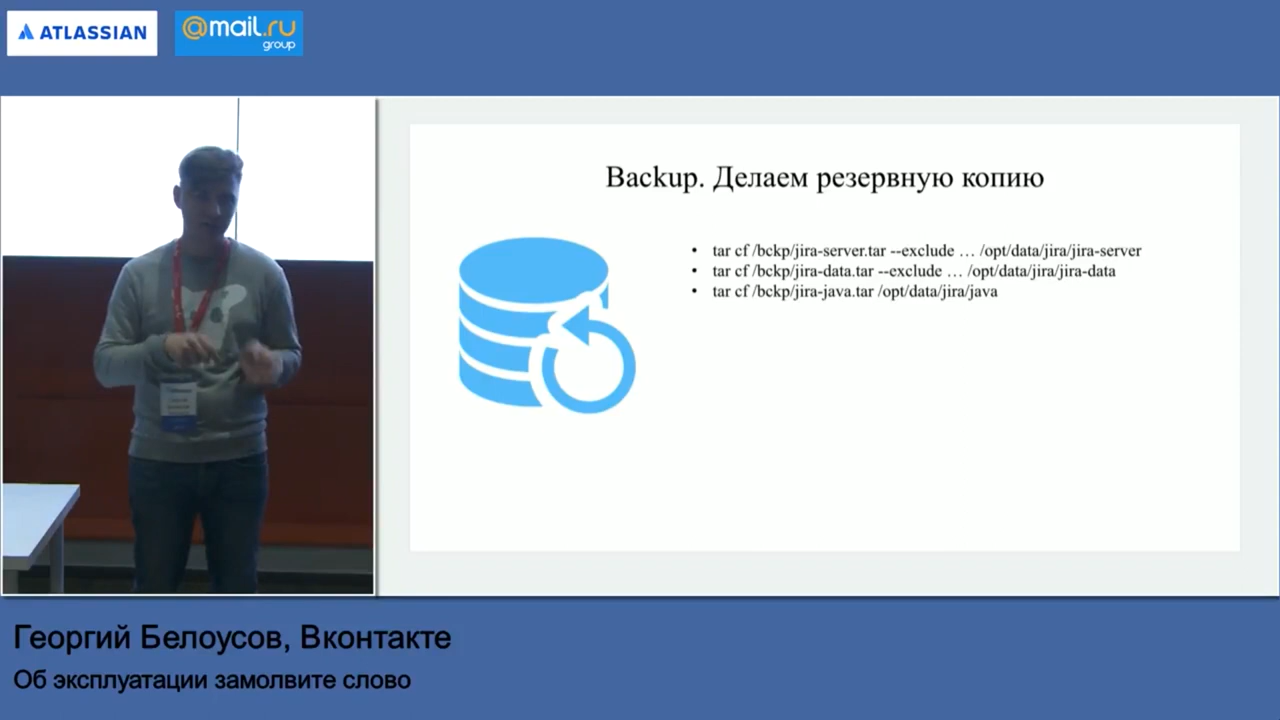 ATLASSIAN
@mail.ru
group
Backup. Делаем резервную копию
• tar cf /bckp/jira-server.tar --exclude … /opt/data/jira/jira-server
• tar cf /bckp/jira-data.tar --exclude … /opt/data/jira/jira-data
• tar cf /bckp/jira-java.tar /opt/data/jira/java
Георгий Белоусов, Вконтакте
Об эксплуатации замолвите слово